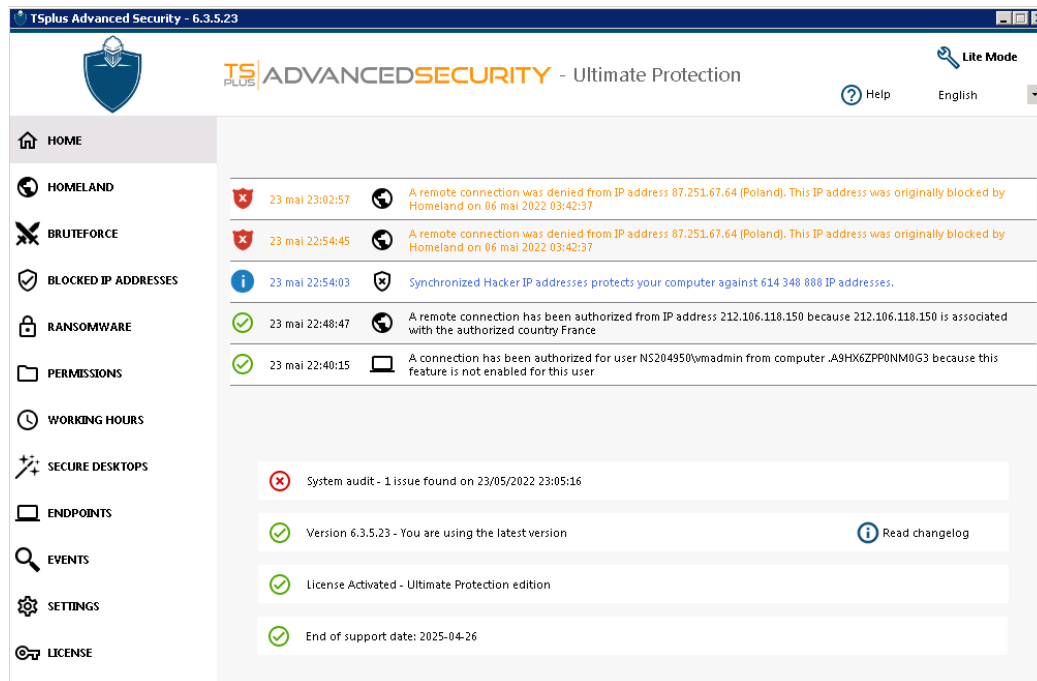 TSplus Advanced Security - 6.3.5.23
TS PLUS ADVANCEDSECURITY - Ultimate Protection
Lite Mode
Help
English
HOME
HOMELAND
BRUTEFORCE
BLOCKED IP ADDRESSES
RANSOMWARE
PERMISSIONS
WORKING HOURS
SECURE DESKTOPS
ENDPOINTS
EVENTS
SETTINGS
LICENSE
23 mai 23:02:57
A remote connection was denied from IP address 87.251.67.64 (Poland). This IP address was originally blocked by
Homeland on 06 mai 2022 03:42:37
23 mai 22:54:45
A remote connection was denied from IP address 87.251.67.64 (Poland). This IP address was originally blocked by
Homeland on 06 mai 2022 03:42:37
23 mai 22:54:03
Synchronized Hacker IP addresses protects your computer against 614 348 888 IP addresses.
23 mai 22:48:47
A remote connection has been authorized from IP address 212.106.118.150 because 212.106.118.150 is associated
with the authorized country France
23 mai 22:40:15
A connection has been authorized for user NS204950\vmadmin from computer .A9HX6ZPP0NM0G3 because this
feature is not enabled for this user
System audit - 1 issue found on 23/05/2022 23:05:16
Version 6.3.5.23 - You are using the latest version
Read changelog
License Activated - Ultimate Protection edition
End of support date: 2025-04-26